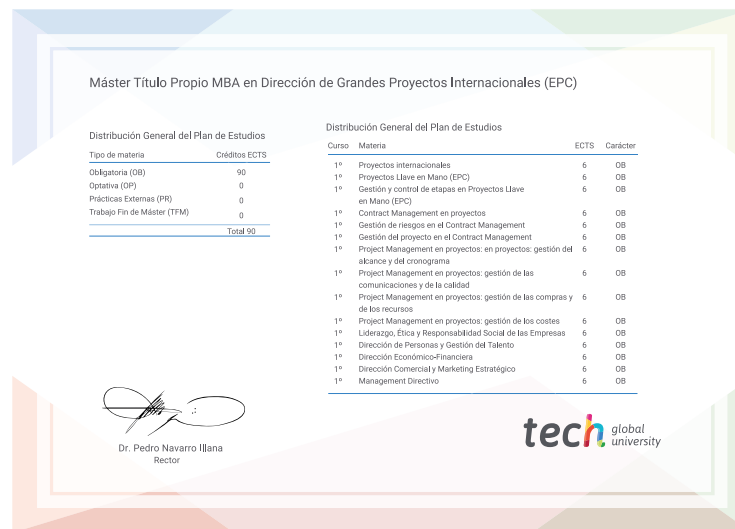 Máster Título Propio MBA en Dirección de Grandes Proyectos Internacionales (EPC)
Distribución General del Plan de Estudios
Tipo de materia Créditos ECTS
Obligatoria (OB) 90
Optativa (OP) 0
Prácticas Externas (PR) 0
Trabajo Fin de Máster (TFM) 0
Total 90
Distribución General del Plan de Estudios
Curso Materia ECTS Carácter
1º Proyectos internacionales 6 OB
1º Proyectos Llave en Mano (EPC) 6 OB
1º Gestión y control de etapas en Proyectos Llave 6 OB
en Mano (EPC)
1º Contract Management en proyectos 6 OB
1º Gestión de riesgos en el Contract Management 6 OB
1º Gestión del proyecto en el Contract Management 6 OB
1º Project Management en proyectos: en proyectos: gestión del 6 OB
alcance y del cronograma
1º Project Management en proyectos: gestión de las 6 OB
comunicaciones y de la calidad
1º Project Management en proyectos: gestión de las compras y 6 OB
de los recursos
1º Project Management en proyectos: gestión de los costes 6 OB
1º Liderazgo, Ética y Responsabilidad Social de las Empresas 6 OB
1º Dirección de Personas y Gestión del Talento 6 OB
1º Dirección Económico-Financiera 6 OB
1º Dirección Comercial y Marketing Estratégico 6 OB
1º Management Directivo 6 OB
Dr. Pedro Navarro Illana
Rector
tech global
university